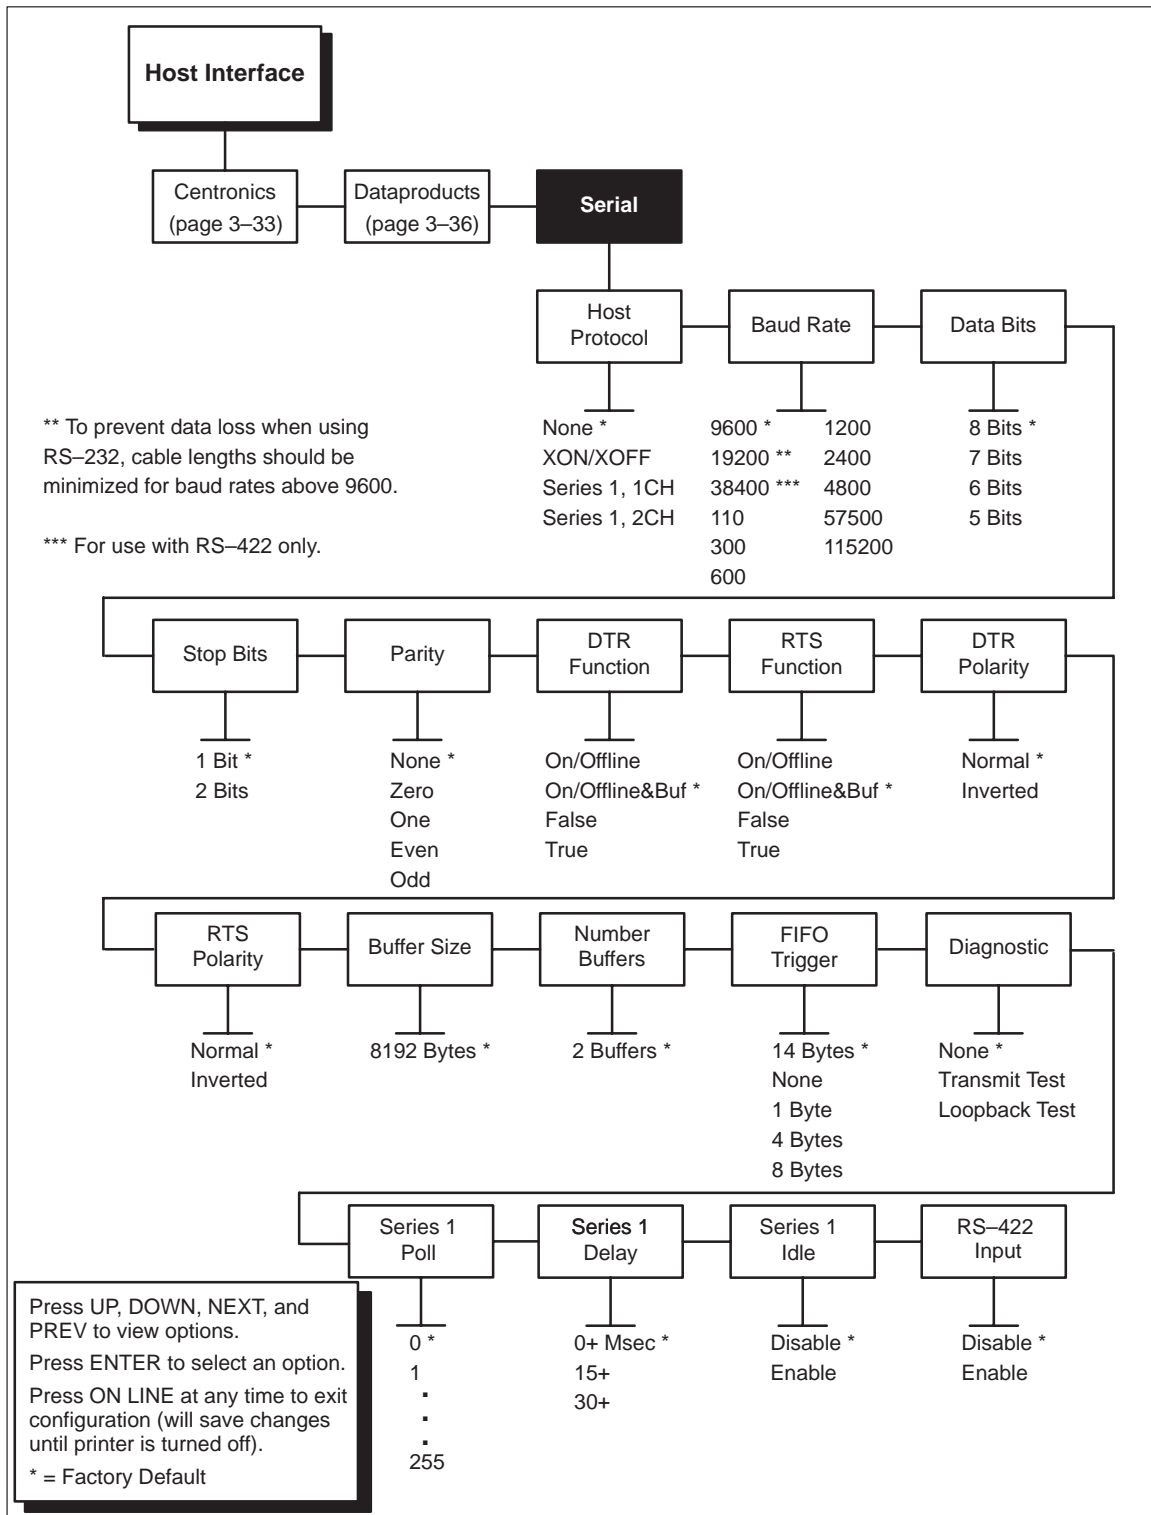 Host Interface
Centronics
(page 3–33)
Dataproducts
(page 3–36)
Serial
Host
Protocol
Baud Rate
Data Bits
** To prevent data loss when using
RS–232, cable lengths should be
minimized for baud rates above 9600.
*** For use with RS–422 only.
None *
XON/XOFF
Series 1, 1CH
Series 1, 2CH
9600 *
19200 **
38400 ***
110
300
600
1200
2400
4800
57500
115200
8 Bits *
7 Bits
6 Bits
5 Bits
Stop Bits
Parity
DTR
Function
RTS
Function
DTR
Polarity
1 Bit *
2 Bits
None *
Zero
One
Even
Odd
On/Offline
On/Offline&Buf *
False
True
On/Offline
On/Offline&Buf *
False
True
Normal *
Inverted
RTS
Polarity
Buffer Size
Number
Buffers
FIFO
Trigger
Diagnostic
Normal *
Inverted
8192 Bytes *
2 Buffers *
14 Bytes *
None
1 Byte
4 Bytes
8 Bytes
None *
Transmit Test
Loopback Test
Series 1
Poll
Series 1
Delay
Series 1
Idle
RS–422
Input
0 *
1
.
.
.
255
0+ Msec *
15+
30+
Disable *
Enable
Disable *
Enable
Press UP, DOWN, NEXT, and
PREV to view options.
Press ENTER to select an option.
Press ON LINE at any time to exit
configuration (will save changes
until printer is turned off).
* = Factory Default